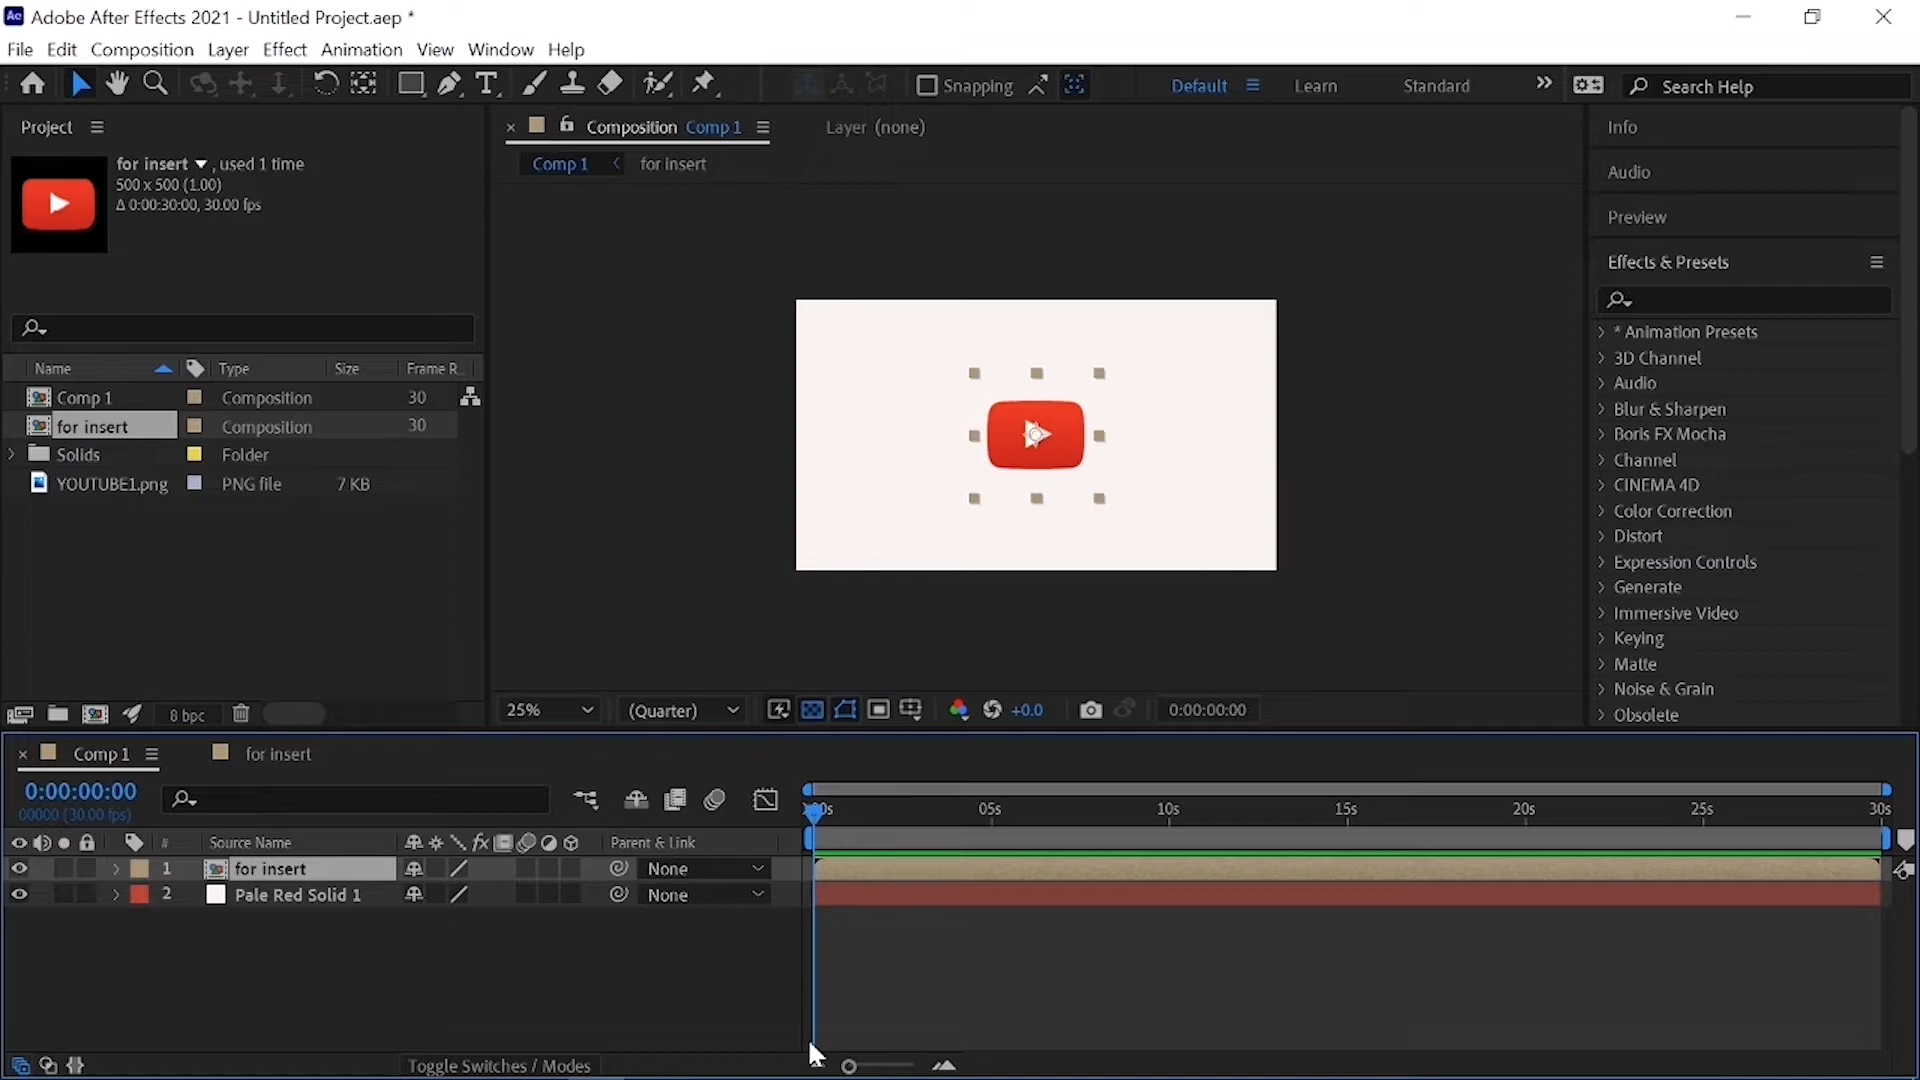 Ae Adobe After Effects 2021 - Untitled Project.aep *
File Edit Composition Layer Effect Animation View Window Help
Snapping Default Learn Standard Search Help
Project
for insert , used 1 time
500 x 500 (1.00)
Δ 0:00:30:00, 30.00 fps
Name Type Size Frame R...
Comp 1 Composition 30
for insert Composition 30
Solids Folder
YOUTUBE1.png PNG file 7 KB
8 bpc
Composition Comp 1 Layer (none)
Comp 1 for insert
25% (Quarter) +0.0 0:00:00:00
Info
Audio
Preview
Effects & Presets
* Animation Presets
3D Channel
Audio
Blur & Sharpen
Boris FX Mocha
Channel
CINEMA 4D
Color Correction
Distort
Expression Controls
Generate
Immersive Video
Keying
Matte
Noise & Grain
Obsolete
Comp 1 for insert
0:00:00:00
00000 (30.00 fps)
05s 10s 15s 20s 25s 30s
# Source Name fx Parent & Link
1 for insert None
2 Pale Red Solid 1 None
Toggle Switches / Modes